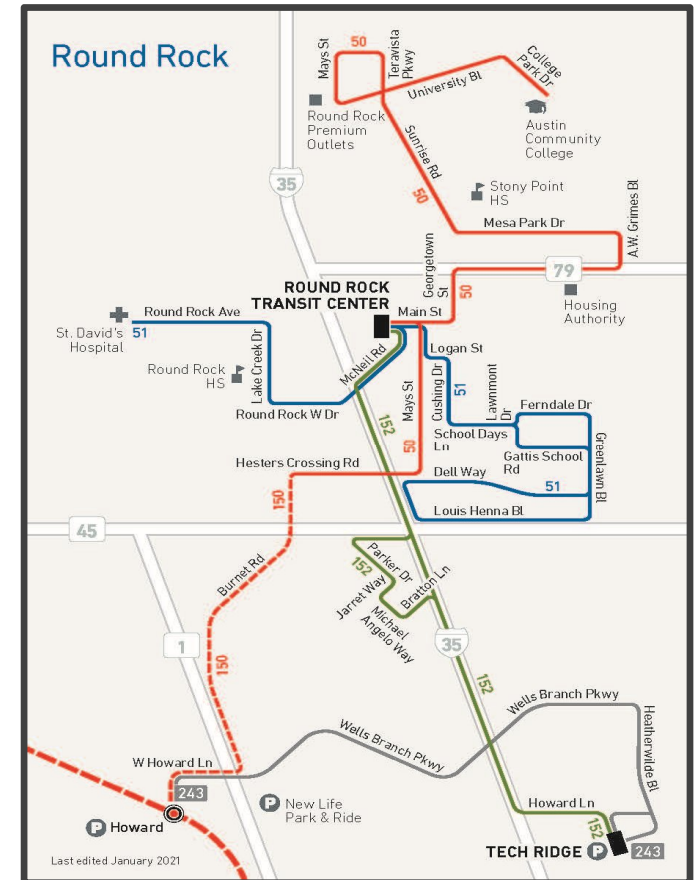 Round Rock
Mays St
50
Teravista
Pkwy
College
Park Dr
University Bl
Round Rock
Premium
Outlets
Austin
Community
College
Sunrise Rd
50
35
Stony Point
HS
Mesa Park Dr
A.W. Grimes Bl
Georgetown
St
79
50
ROUND ROCK
TRANSIT CENTER
Main St
Housing
Authority
Round Rock Ave
51
St. David's
Hospital
Round Rock
HS
Lake Creek Dr
McNeil Rd
Round Rock W Dr
Logan St
Mays St
Cushing Dr
51
Lawnmont
Dr
Ferndale Dr
152
50
School Days
Ln
Gattis School
Rd
Greenlawn Bl
Hesters Crossing Rd
Dell Way
51
150
Louis Henna Bl
45
Burnet Rd
Parker Dr
152
Jarret Way
Bratton Ln
Michael
Angelo Way
1
35
150
152
Wells Branch Pkwy
Wells Branch Pkwy
Heatherwilde Bl
W Howard Ln
243
New Life
Park & Ride
Howard Ln
P Howard
152
TECH RIDGE P
243
Last edited January 2021
P